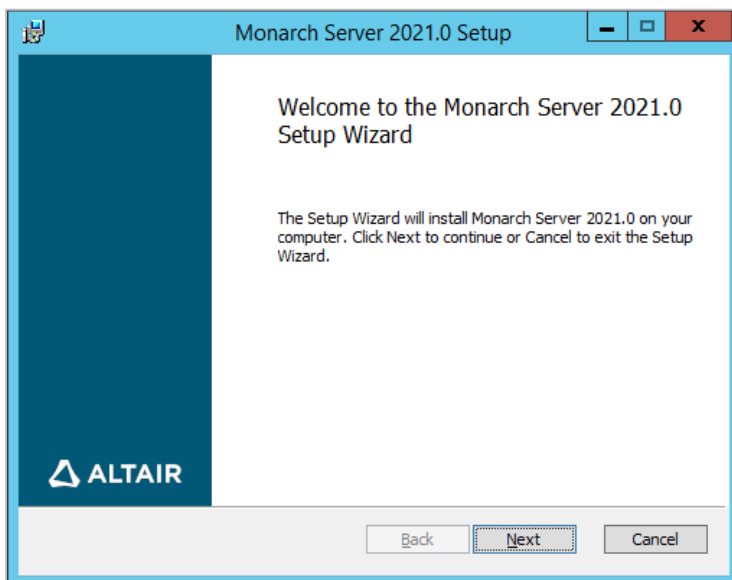 Monarch Server 2021.0 Setup
Welcome to the Monarch Server 2021.0
Setup Wizard
The Setup Wizard will install Monarch Server 2021.0 on your
computer. Click Next to continue or Cancel to exit the Setup
Wizard.
ALTAIR
Back Next Cancel